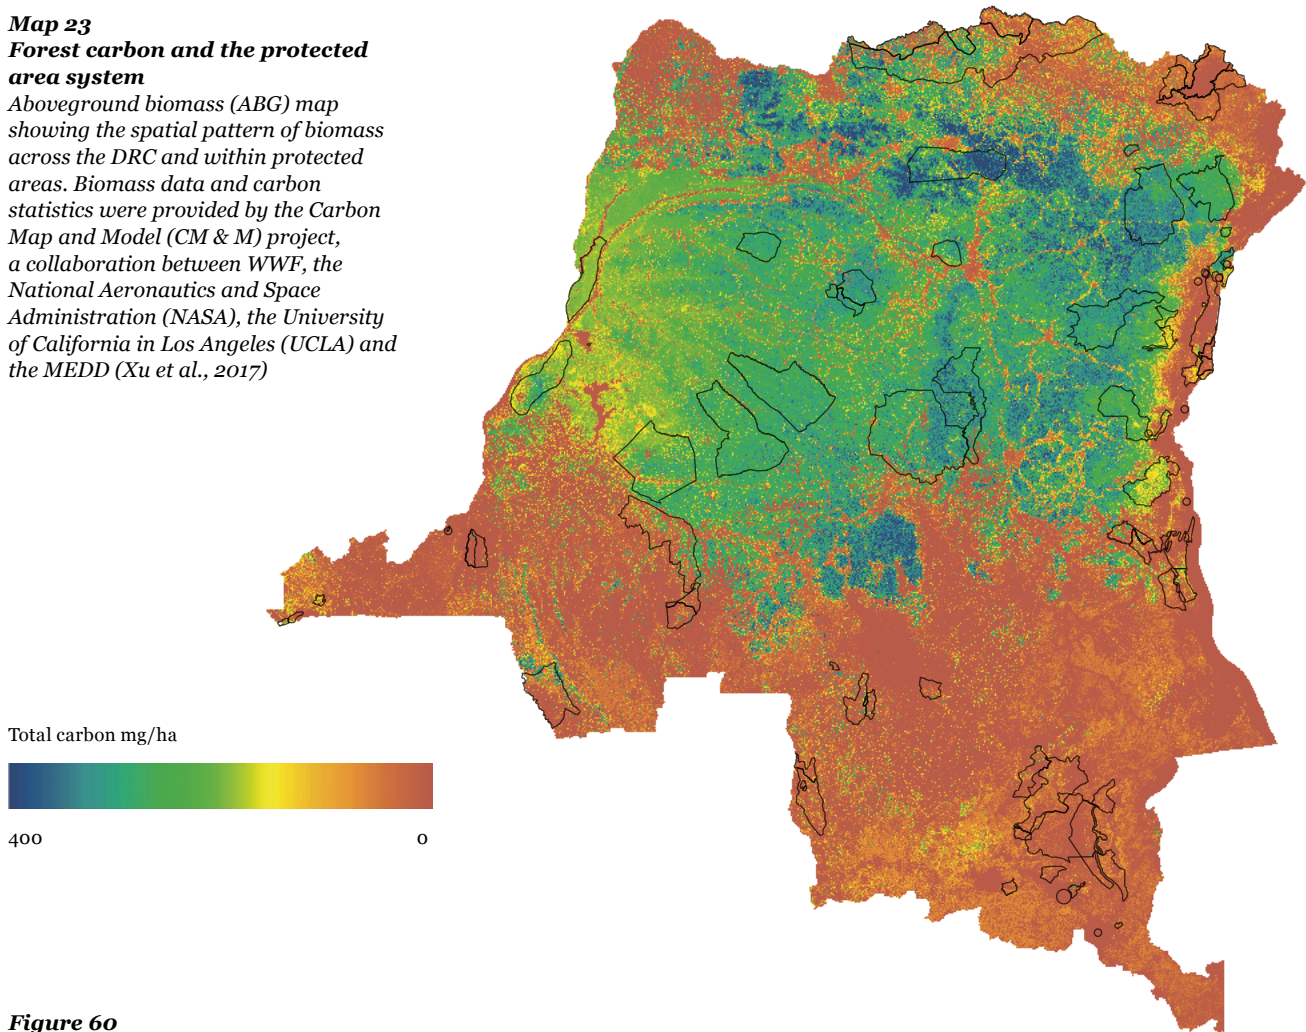 Map 23
Forest carbon and the protected
area system
Aboveground biomass (ABG) map
showing the spatial pattern of biomass
across the DRC and within protected
areas. Biomass data and carbon
statistics were provided by the Carbon
Map and Model (CM & M) project,
a collaboration between WWF, the
National Aeronautics and Space
Administration (NASA), the University
of California in Los Angeles (UCLA) and
the MEDD (Xu et al., 2017)
Total carbon mg/ha
400 0
Figure 60